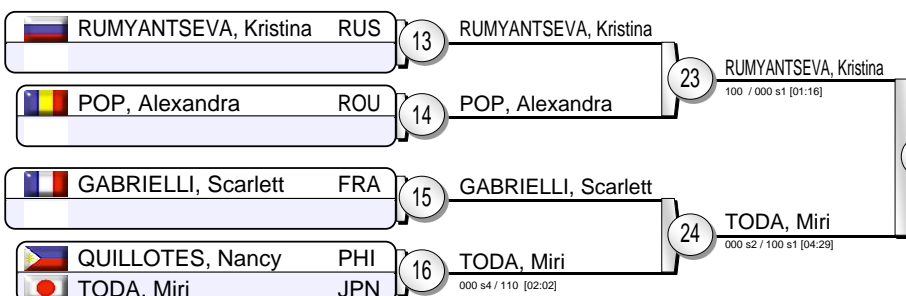 RUMYANTSEVA, Kristina RUS
13
RUMYANTSEVA, Kristina
23
RUMYANTSEVA, Kristina
100 / 000 s1 [01:16]
POP, Alexandra ROU
14
POP, Alexandra
GABRIELLI, Scarlett FRA
15
GABRIELLI, Scarlett
24
TODA, Miri
000 s2 / 100 s1 [04:29]
QUILLOTES, Nancy PHI
TODA, Miri JPN
16
TODA, Miri
000 s4 / 110 [02:02]